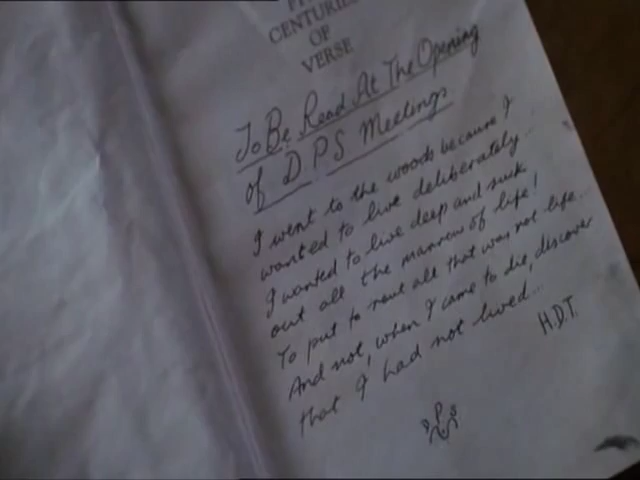 CENTURIES
OF
VERSE
To Be Read At The Opening
of DPS Meetings
I went to the woods because I
wanted to live deliberately
I wanted to live deep and suck
out all the marrow of life!
To put to rout all that was not life...
And not, when I came to die, discover
that I had not lived...
H.D.T.
DPS